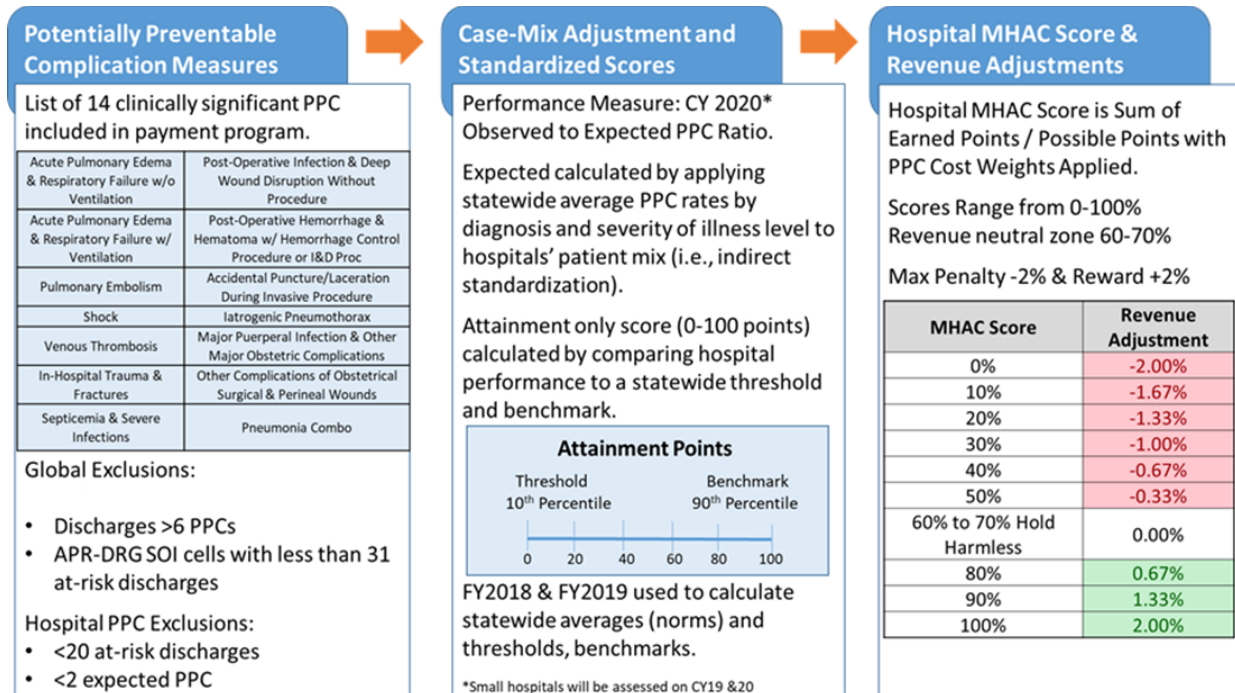 Potentially Preventable
Complication Measures
List of 14 clinically significant PPC
included in payment program.
Acute Pulmonary Edema
& Respiratory Failure w/o
Ventilation
Post-Operative Infection & Deep
Wound Disruption Without
Procedure
Acute Pulmonary Edema
& Respiratory Failure w/
Ventilation
Post-Operative Hemorrhage &
Hematoma w/ Hemorrhage Control
Procedure or I&D Proc
Pulmonary Embolism
Accidental Puncture/Laceration
During Invasive Procedure
Shock
Iatrogenic Pneumothorax
Venous Thrombosis
Major Puerperal Infection & Other
Major Obstetric Complications
In-Hospital Trauma &
Fractures
Other Complications of Obstetrical
Surgical & Perineal Wounds
Septicemia & Severe
Infections
Pneumonia Combo
Global Exclusions:
• Discharges >6 PPCs
• APR-DRG SOI cells with less than 31
at-risk discharges
Hospital PPC Exclusions:
• <20 at-risk discharges
• <2 expected PPC
Case-Mix Adjustment and
Standardized Scores
Performance Measure: CY 2020*
Observed to Expected PPC Ratio.
Expected calculated by applying
statewide average PPC rates by
diagnosis and severity of illness level to
hospitals' patient mix (i.e., indirect
standardization).
Attainment only score (0-100 points)
calculated by comparing hospital
performance to a statewide threshold
and benchmark.
Attainment Points
Threshold
10th Percentile
Benchmark
90th Percentile
0 20 40 60 80 100
FY2018 & FY2019 used to calculate
statewide averages (norms) and
thresholds, benchmarks.
*Small hospitals will be assessed on CY19 &20
Hospital MHAC Score &
Revenue Adjustments
Hospital MHAC Score is Sum of
Earned Points / Possible Points with
PPC Cost Weights Applied.
Scores Range from 0-100%
Revenue neutral zone 60-70%
Max Penalty -2% & Reward +2%
MHAC Score
Revenue
Adjustment
0% -2.00%
10% -1.67%
20% -1.33%
30% -1.00%
40% -0.67%
50% -0.33%
60% to 70% Hold
Harmless
0.00%
80% 0.67%
90% 1.33%
100% 2.00%